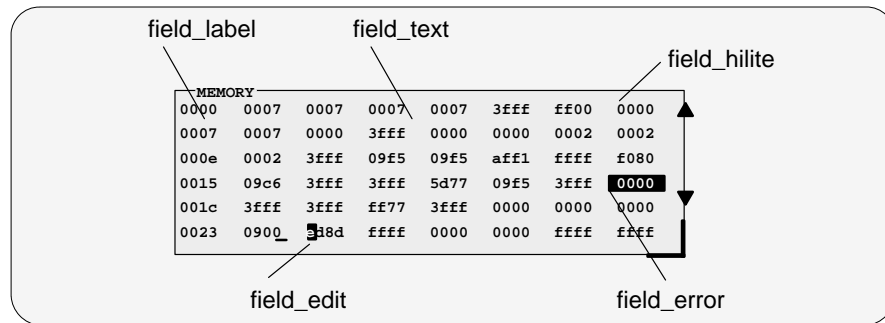 field_label field_text
field_hilite
MEMORY
0000 0007 0007 0007 0007 3fff ff00 0000
0007 0007 0000 3fff 0000 0000 0002 0002
000e 0002 3fff 09f5 09f5 aff1 ffff f080
0015 09c6 3fff 3fff 5d77 09f5 3fff 0000
001c 3fff 3fff ff77 3fff 0000 0000 0000
0023 0900_ ed8d ffff 0000 0000 ffff ffff
field_edit field_error